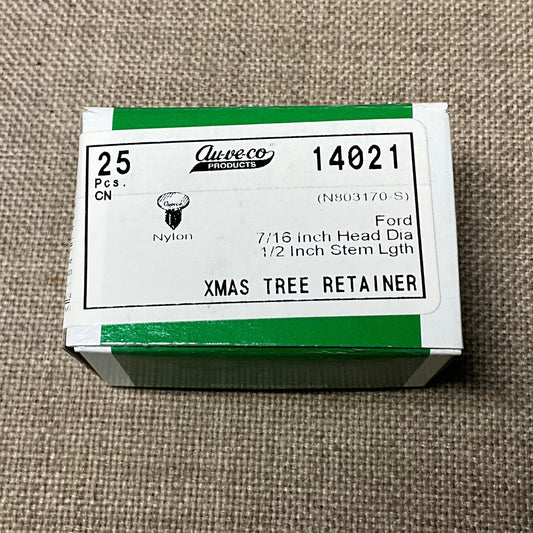 25
Pcs.
CN
Au-ve-co
PRODUCTS
14021
(N803170-S)
Nylon
Ford
7/16 Inch Head Dia
1/2 Inch Stem Lgth
XMAS TREE RETAINER